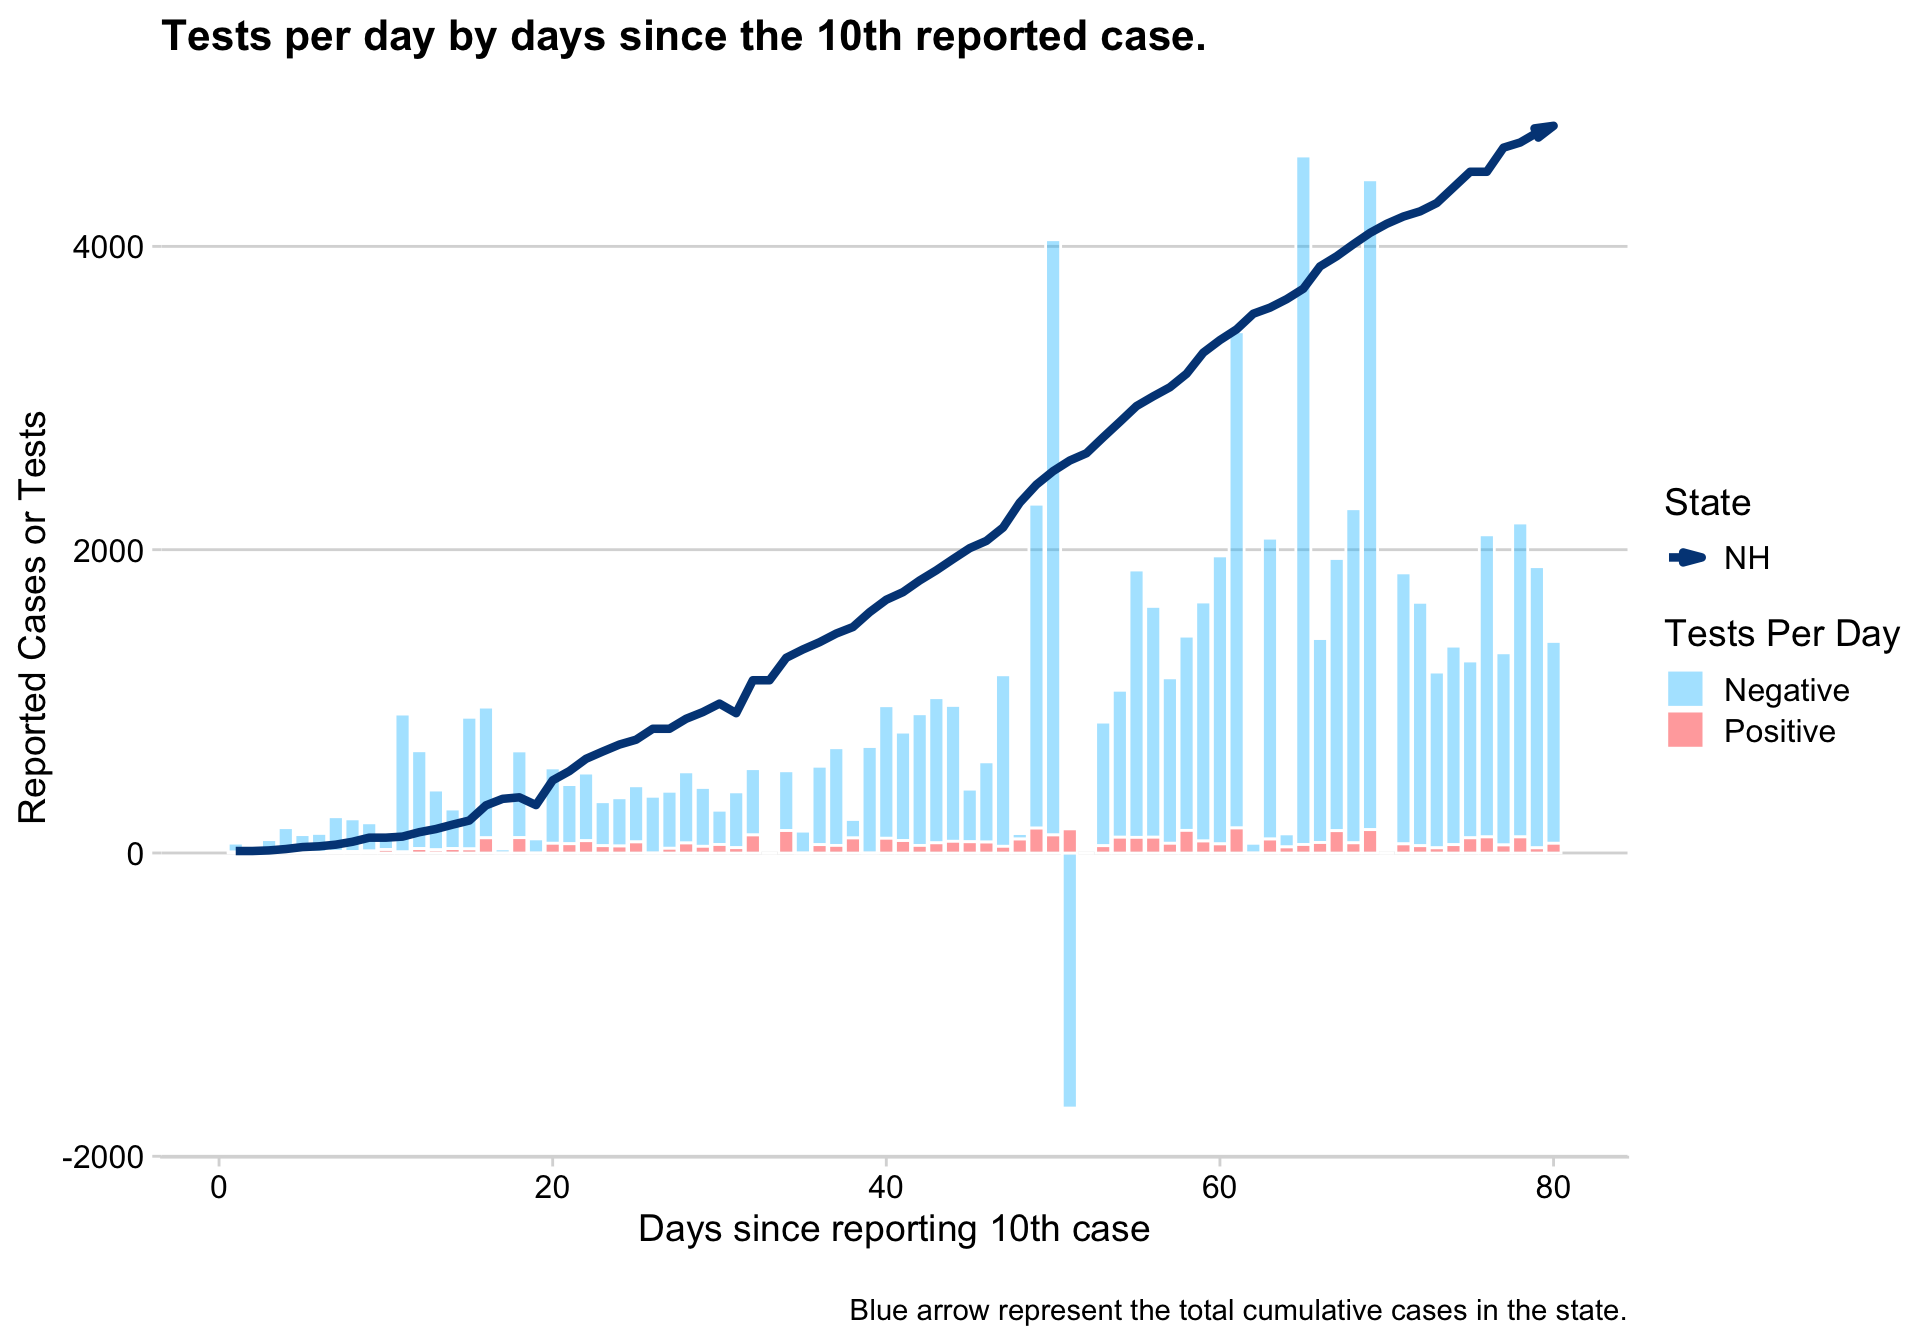 Tests per day by days since the 10th reported case.
Reported Cases or Tests
4000
2000
0
-2000
0 20 40 60 80
Days since reporting 10th case
State
NH
Tests Per Day
Negative
Positive
Blue arrow represent the total cumulative cases in the state.